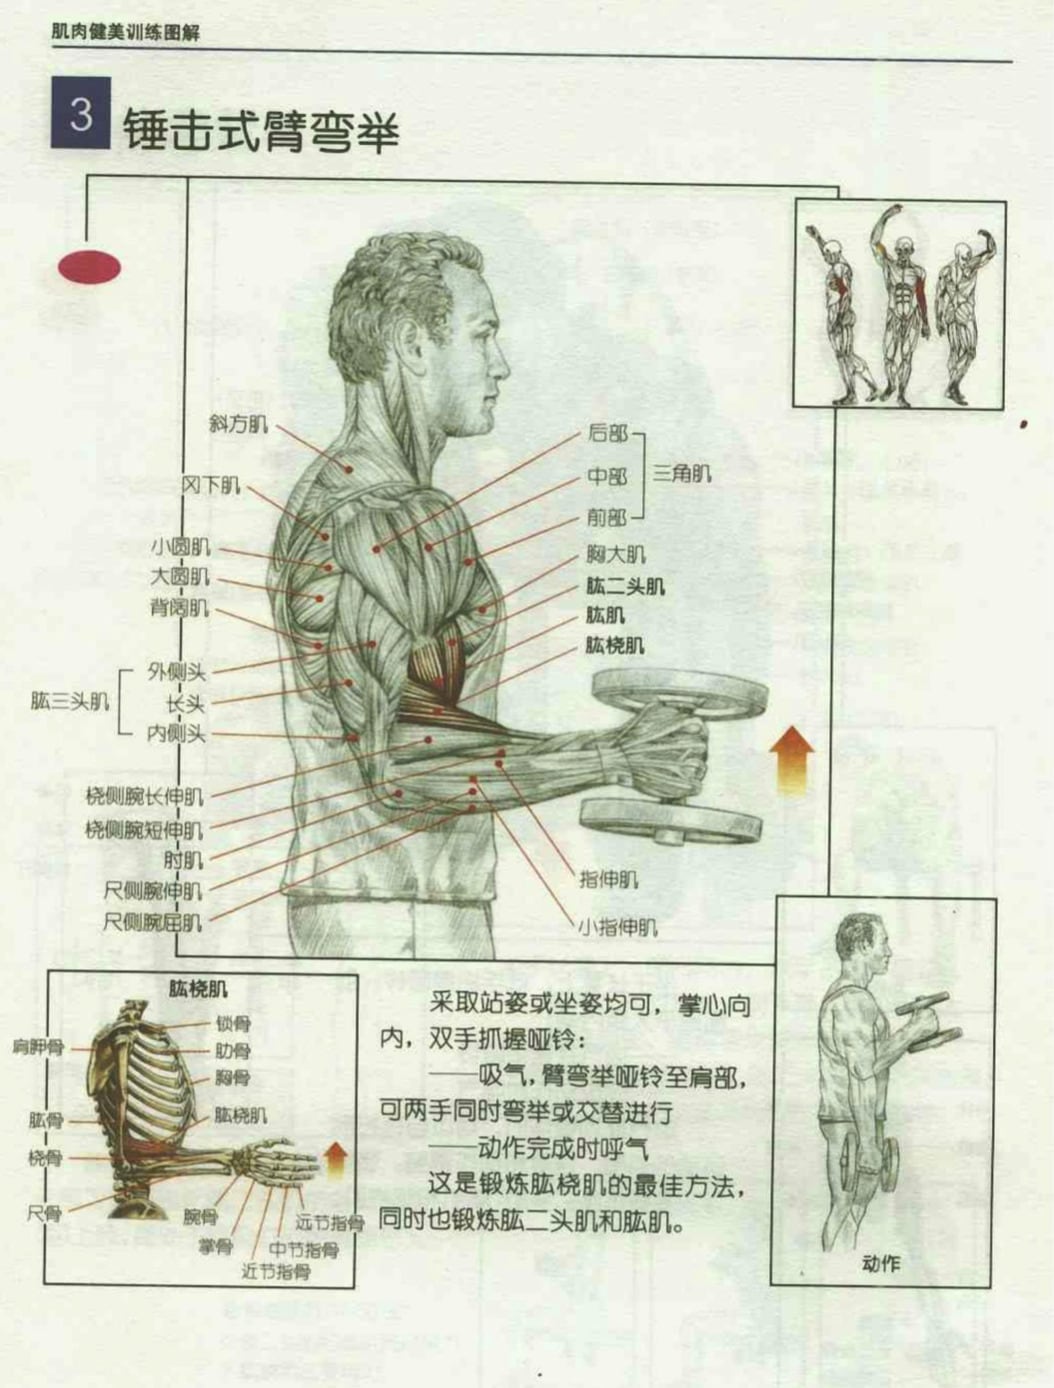 肌肉健美训练图解
3
锤击式臂弯举
斜方肌
冈下肌
小圆肌
大圆肌
背阔肌
肱三头肌
外侧头
长头
内侧头
桡侧腕长伸肌
桡侧腕短伸肌
肘肌
尺侧腕伸肌
尺侧腕屈肌
后部
中部
前部
三角肌
胸大肌
肱二头肌
肱肌
肱桡肌
指伸肌
小指伸肌
肱桡肌
肩胛骨
肱骨
桡骨
尺骨
锁骨
肋骨
胸骨
肱桡肌
腕骨
掌骨
远节指骨
中节指骨
近节指骨
采取站姿或坐姿均可，掌心向
内，双手抓握哑铃：
——吸气，臂弯举哑铃至肩部，
可两手同时弯举或交替进行
——动作完成时呼气
这是锻炼肱桡肌的最佳方法，
同时也锻炼肱二头肌和肱肌。
动作